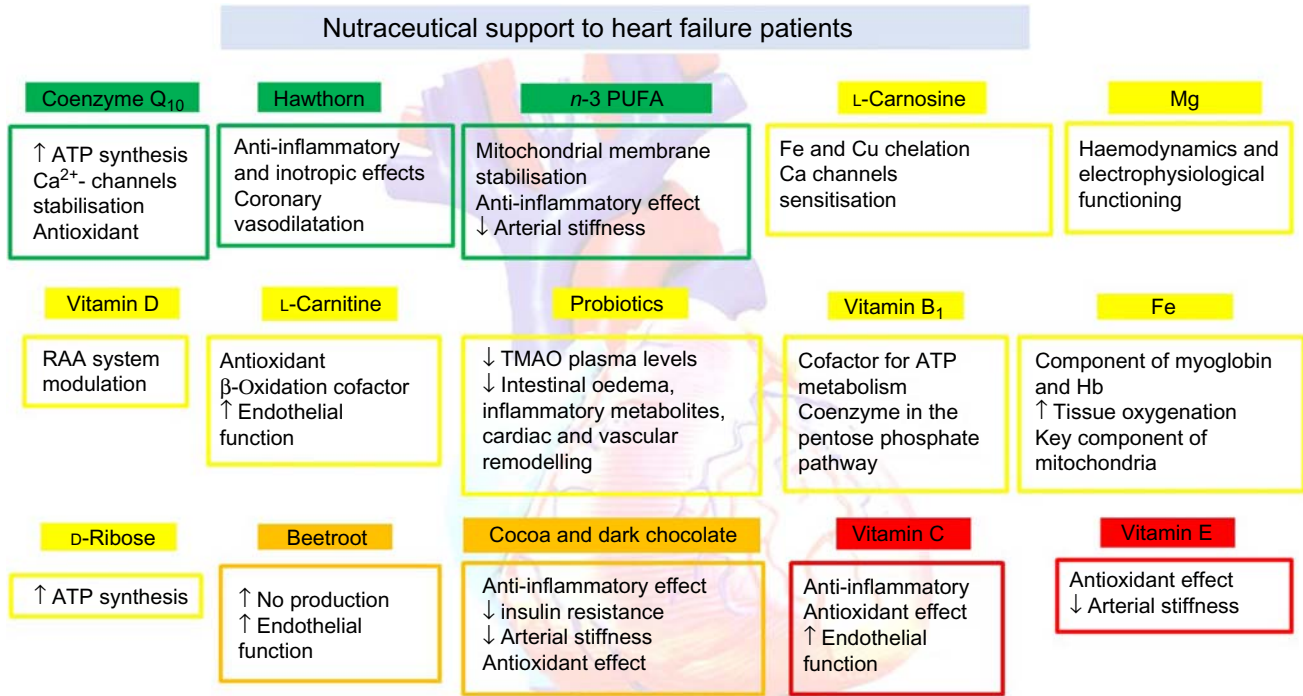 Nutraceutical support to heart failure patients
Coenzyme Q₁₀
↑ ATP synthesis
Ca²⁺- channels
stabilisation
Antioxidant
Hawthorn
Anti-inflammatory
and inotropic effects
Coronary
vasodilatation
n-3 PUFA
Mitochondrial membrane
stabilisation
Anti-inflammatory effect
↓ Arterial stiffness
L-Carnosine
Fe and Cu chelation
Ca channels
sensitisation
Mg
Haemodynamics and
electrophysiological
functioning
Vitamin D
RAA system
modulation
L-Carnitine
Antioxidant
β-Oxidation cofactor
↑ Endothelial
function
Probiotics
↓ TMAO plasma levels
↓ Intestinal oedema,
inflammatory metabolites,
cardiac and vascular
remodelling
Vitamin B₁
Cofactor for ATP
metabolism
Coenzyme in the
pentose phosphate
pathway
Fe
Component of myoglobin
and Hb
↑ Tissue oxygenation
Key component of
mitochondria
D-Ribose
↑ ATP synthesis
Beetroot
↑ No production
↑ Endothelial
function
Cocoa and dark chocolate
Anti-inflammatory effect
↓ insulin resistance
↓ Arterial stiffness
Antioxidant effect
Vitamin C
Anti-inflammatory
Antioxidant effect
↑ Endothelial
function
Vitamin E
Antioxidant effect
↓ Arterial stiffness